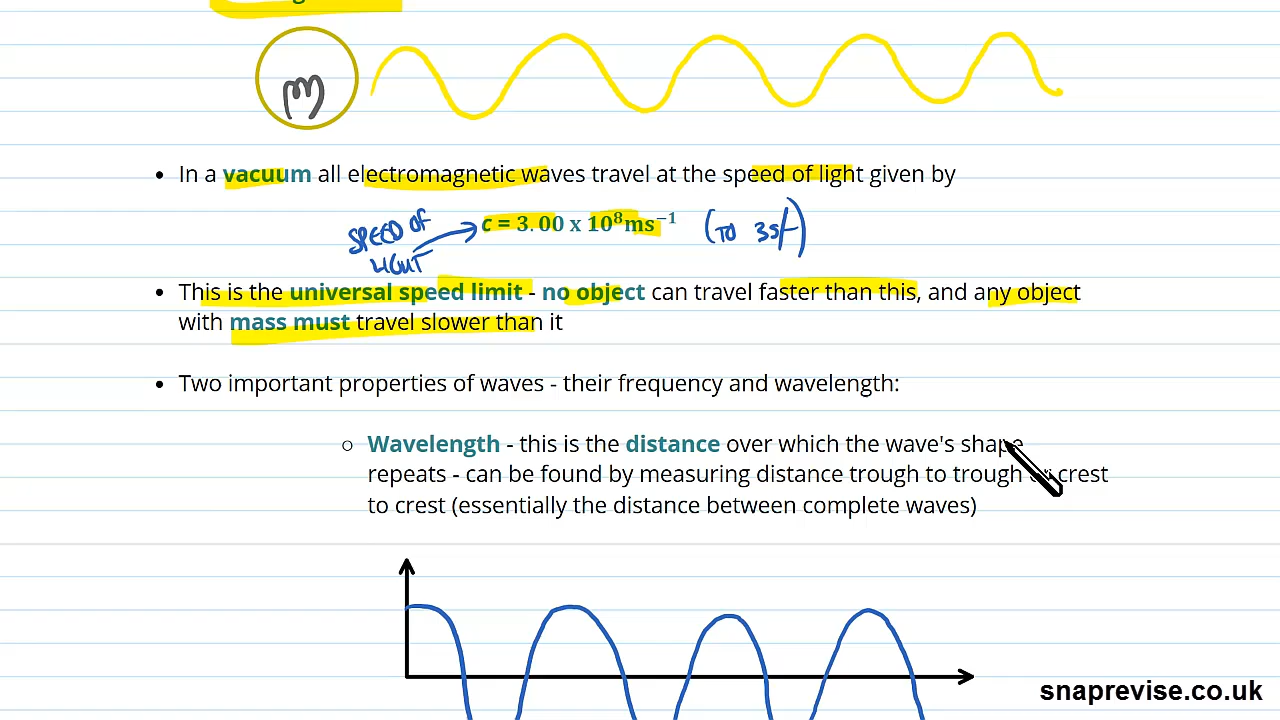 m
In a vacuum all electromagnetic waves travel at the speed of light given by
c = 3.00 x 10⁸ms⁻¹
(TO 3s/f)
SPEED OF
LIGHT
This is the universal speed limit - no object can travel faster than this, and any object
with mass must travel slower than it
Two important properties of waves - their frequency and wavelength:
Wavelength - this is the distance over which the wave's shape
repeats - can be found by measuring distance trough to trough or crest
to crest (essentially the distance between complete waves)
snaprevise.co.uk